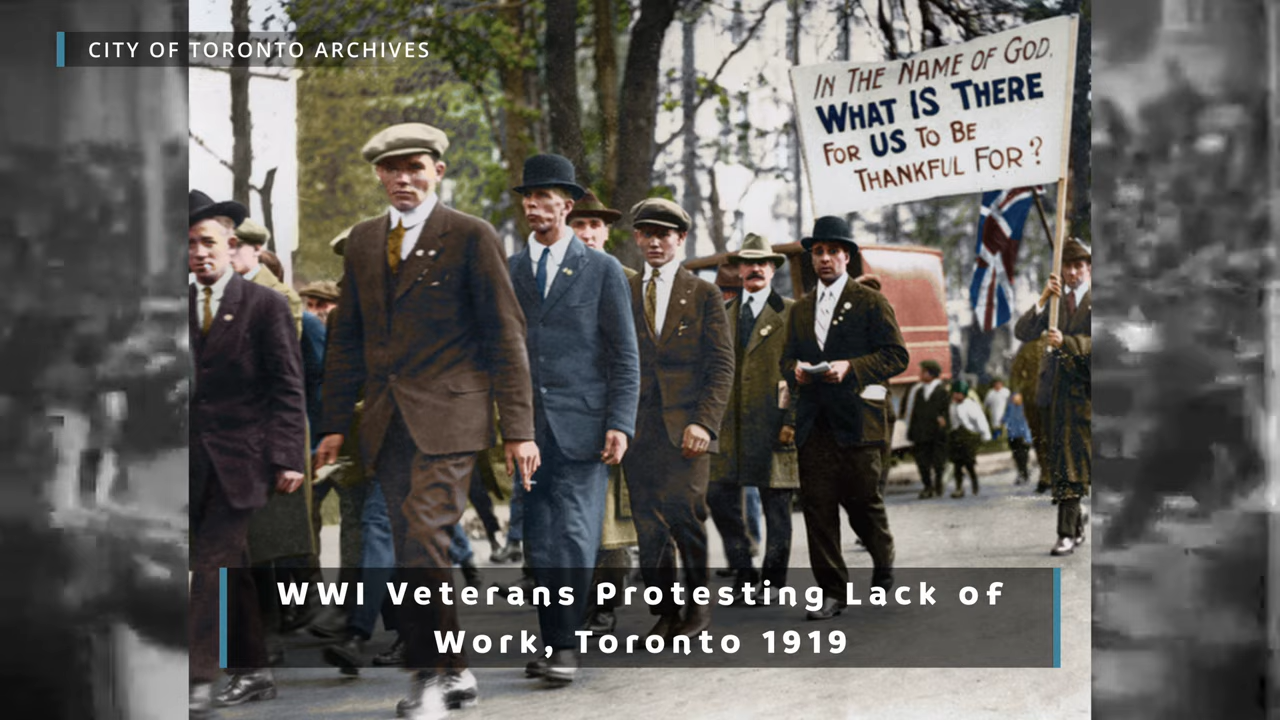 CITY OF TORONTO ARCHIVES
IN THE NAME OF GOD.
WHAT IS THERE
FOR US TO BE
THANKFUL FOR?
WWI Veterans Protesting Lack of
Work, Toronto 1919